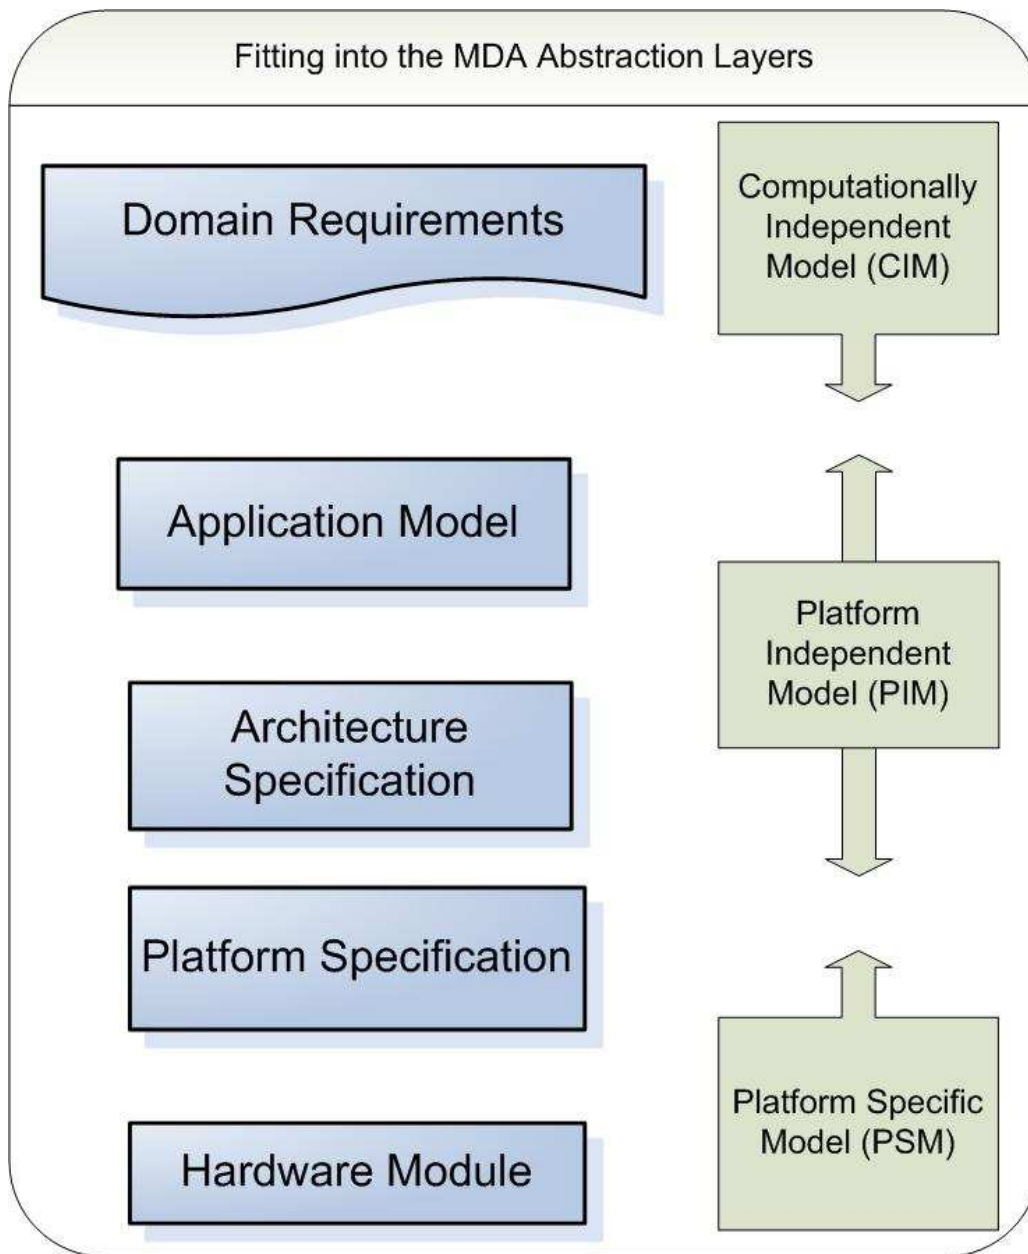 Fitting into the MDA Abstraction Layers
Domain Requirements
Computationally
Independent
Model (CIM)
Application Model
Platform
Independent
Model (PIM)
Architecture
Specification
Platform Specification
Platform Specific
Model (PSM)
Hardware Module